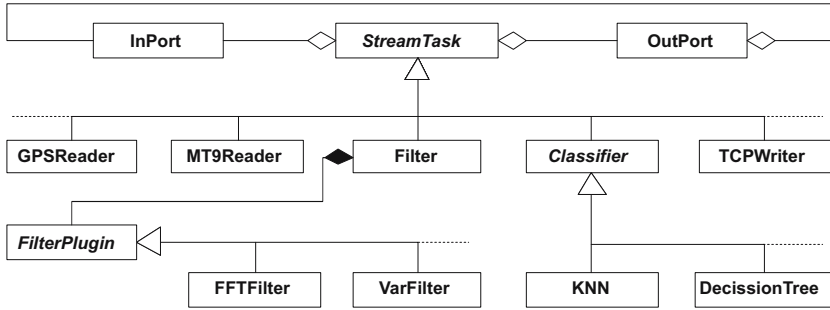 InPort
StreamTask
OutPort
GPSReader
MT9Reader
Filter
Classifier
TCPWriter
FilterPlugin
FFTFilter
VarFilter
KNN
DecissionTree